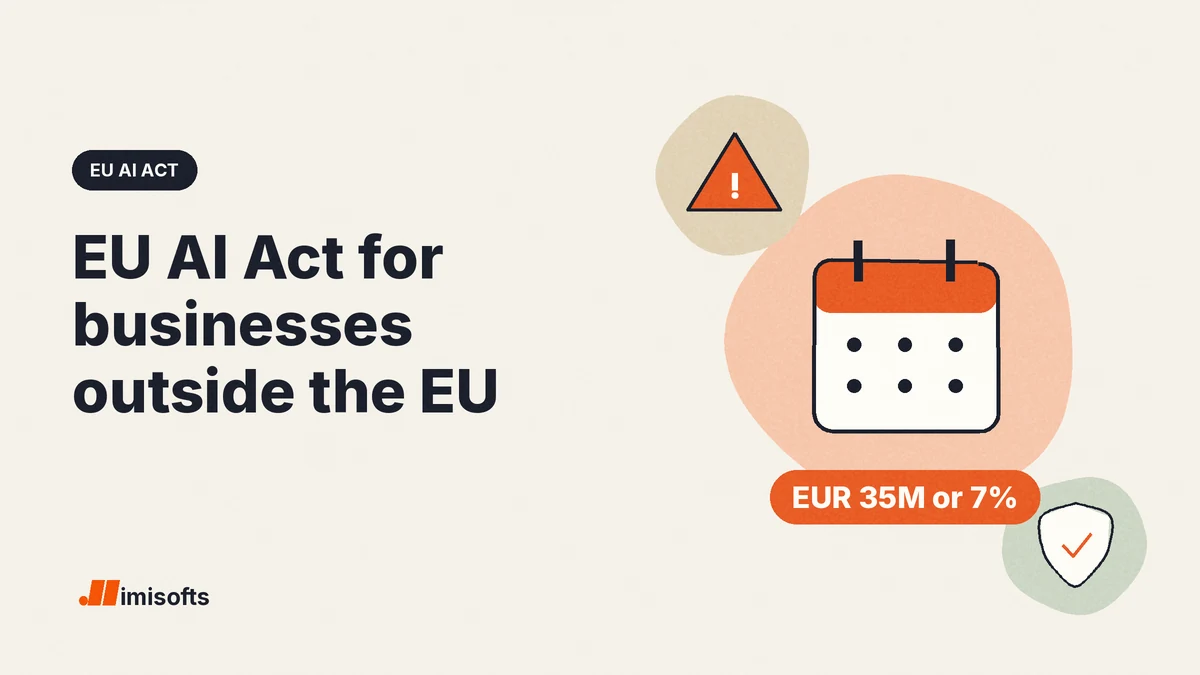 EU AI ACT
EU AI Act for
businesses
outside the EU
!
EUR 35M or 7%
imisofts